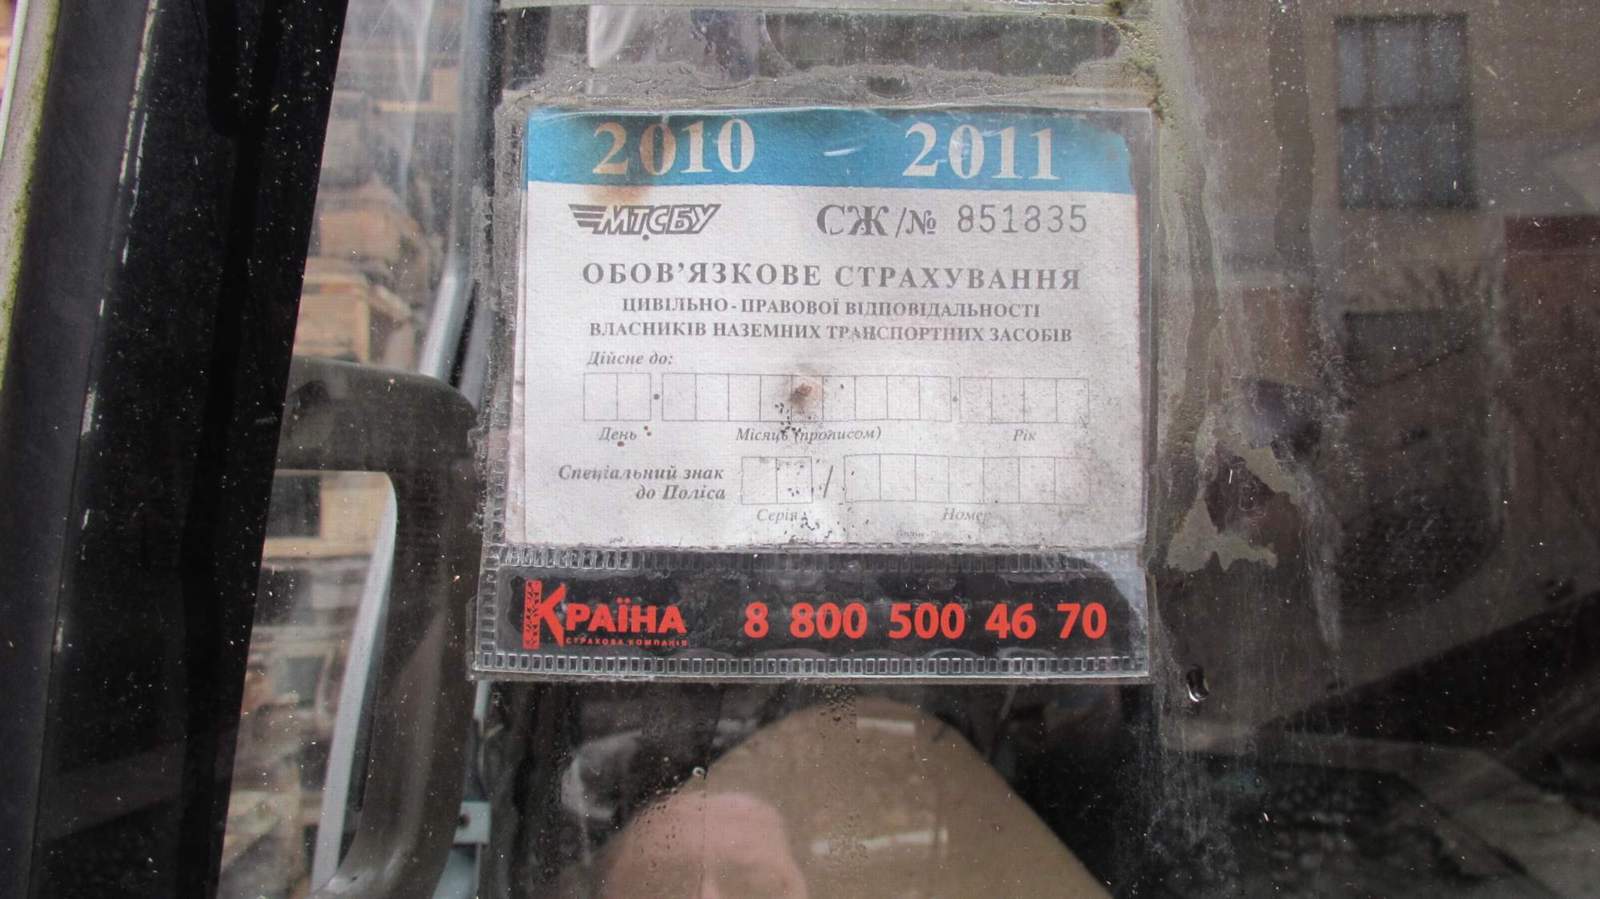 2010 - 2011
МТСБУ СЖ/№ 851835
ОБОВ'ЯЗКОВЕ СТРАХУВАННЯ
ЦИВІЛЬНО-ПРАВОВОЇ ВІДПОВІДАЛЬНОСТІ
ВЛАСНИКІВ НАЗЕМНИХ ТРАНСПОРТНИХ ЗАСОБІВ
Дійсне до:
День Місяць (прописом) Рік
Спеціальний знак
до Поліса /
Серія Номер
КРАЇНА 8 800 500 46 70
СТРАХОВА КОМПАНІЯ